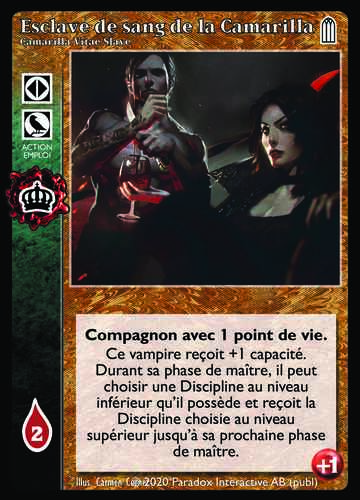 Esclave de sang de la Camarilla
Camarilla Vitae Slave
ACTION
EMPLOI
Compagnon avec 1 point de vie.
Ce vampire reçoit +1 capacité.
Durant sa phase de maître, il peut
choisir une Discipline au niveau
inférieur qu'il possède et reçoit la
Discipline choisie au niveau
supérieur jusqu'à sa prochaine phase
de maître.
2
+1
Illus. Carmen ©2020 Paradox Interactive AB (publ)